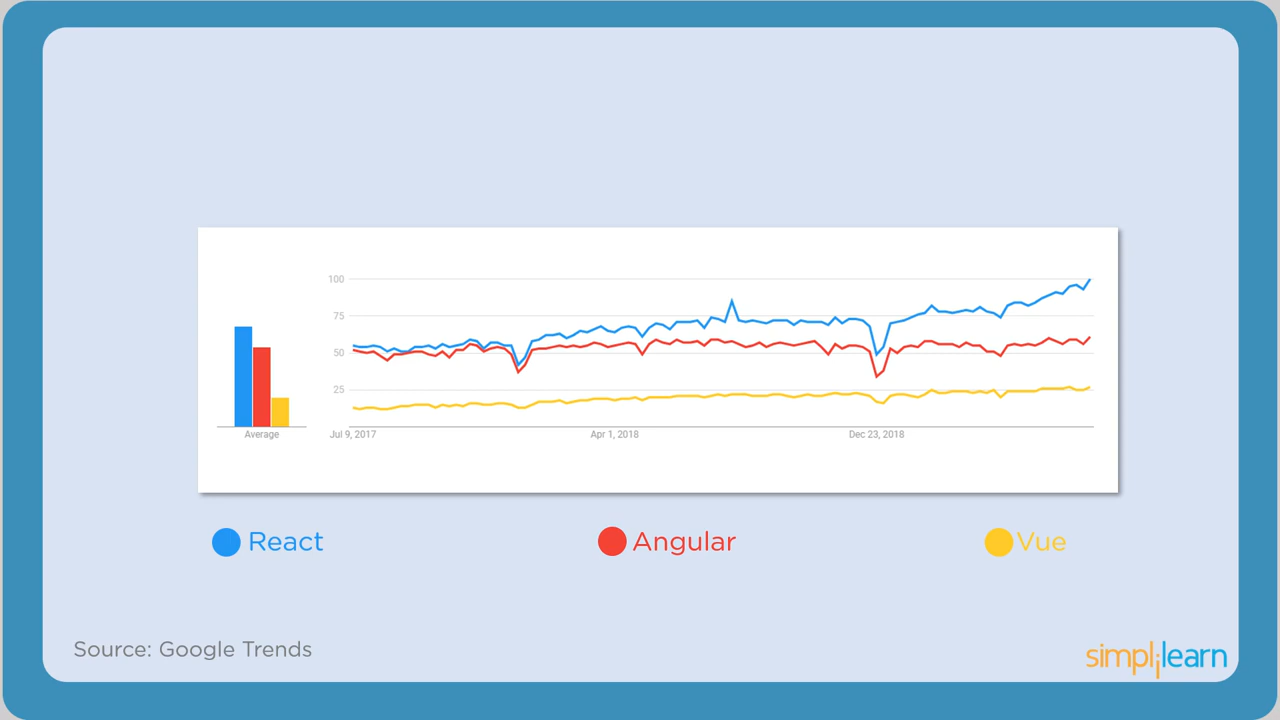 100
75
50
25
Average
Jul 9, 2017
Apr 1, 2018
Dec 23, 2018
React
Angular
Vue
Source: Google Trends
simplilearn